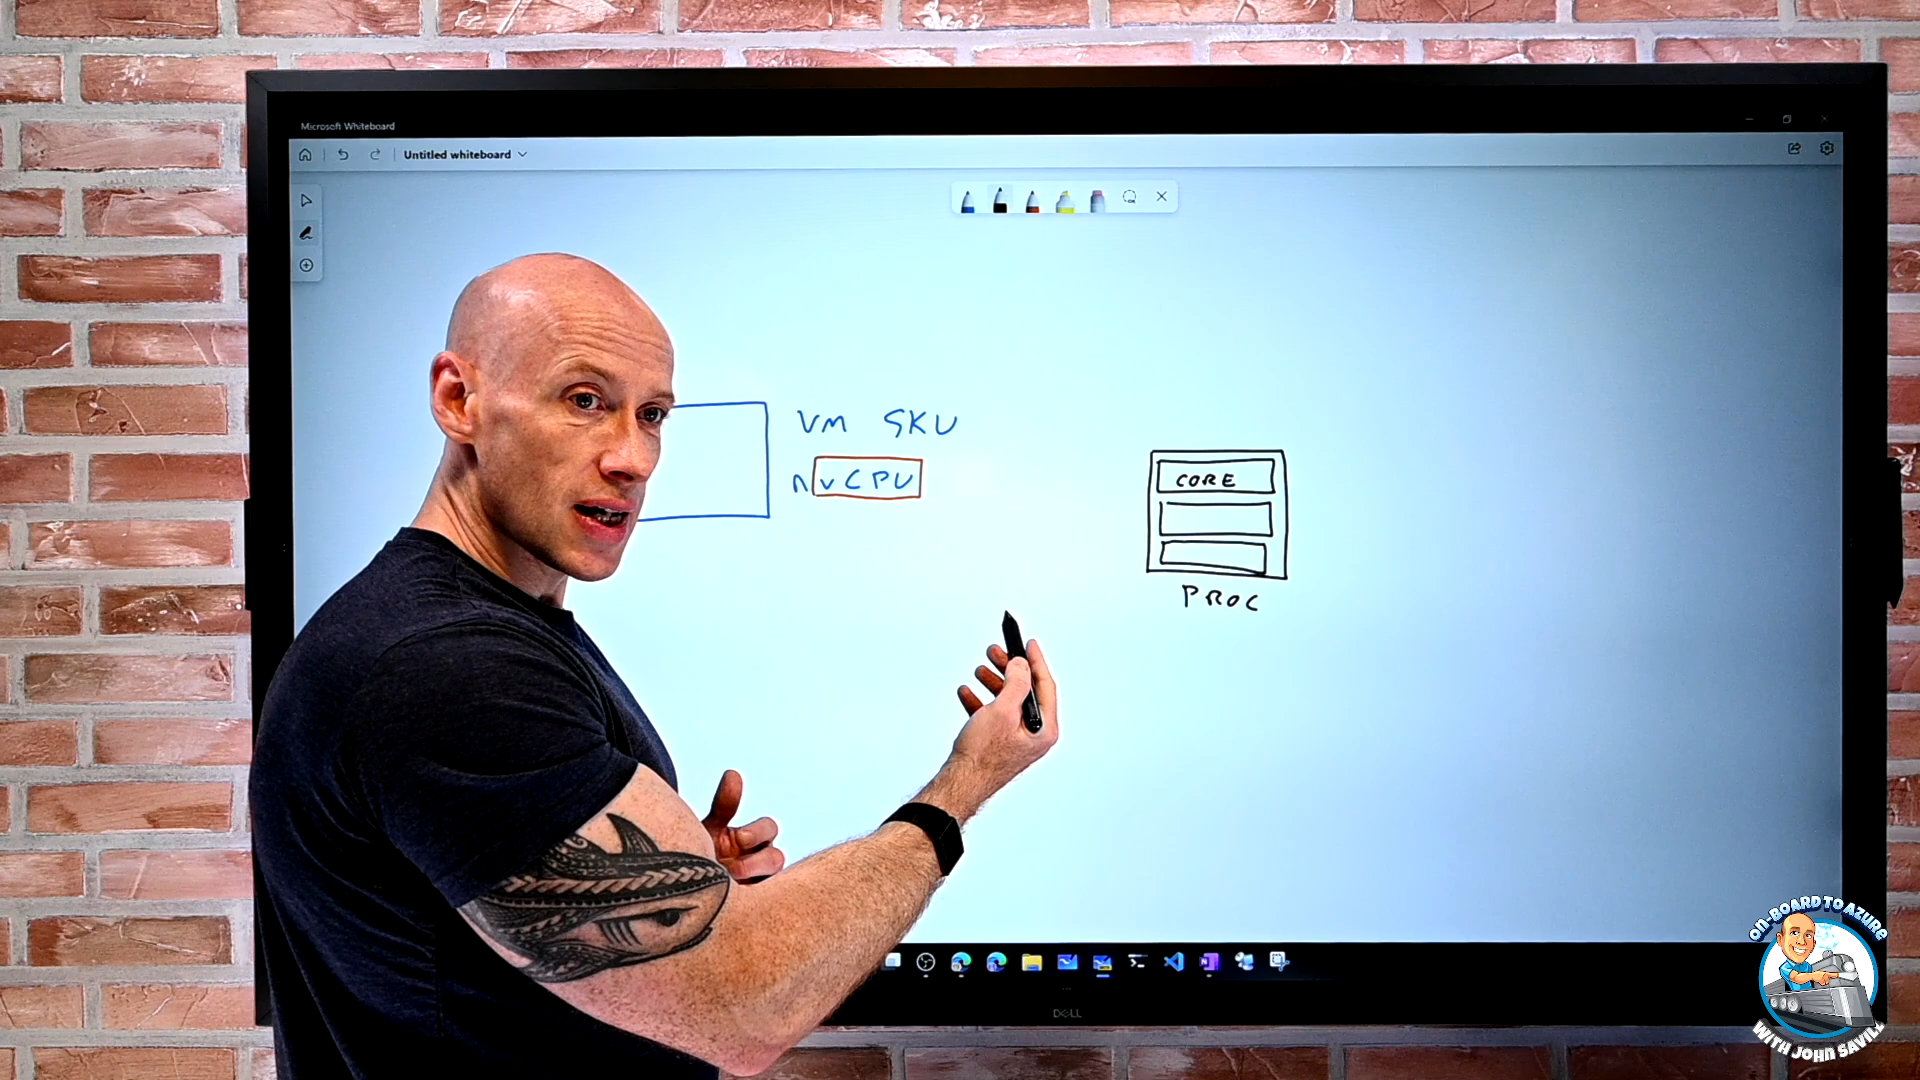 Microsoft Whiteboard
Untitled whiteboard
VM SKU
n vCPU
CORE
PROC
DELL
ON-BOARD TO AZURE
WITH JOHN SAVILL